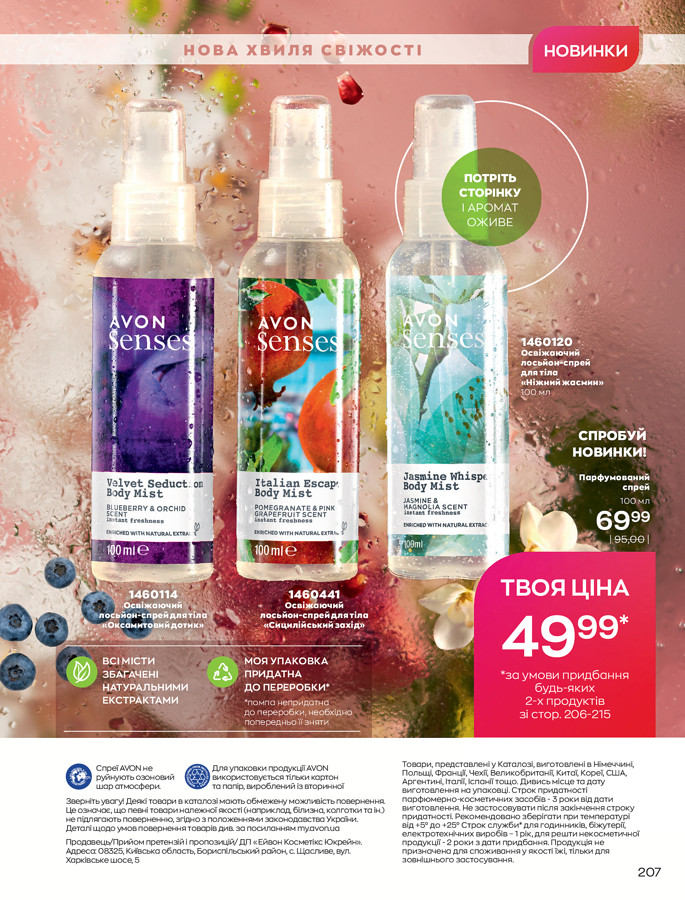 НОВА ХВИЛЯ СВІЖОСТІ
НОВИНКИ
ПОТРІТЬ
СТОРІНКУ
І АРОМАТ
ОЖИВЕ
AVON
Senses
Velvet Seduction
Body Mist
BLUEBERRY & ORCHID
SCENT
instant freshness
ENRICHED WITH NATURAL EXTRAC
100 ml e
AVON
Senses
Italian Escap
Body Mist
POMEGRANATE & PINK
GRAPEFRUIT SCENT
instant freshness
ENRICHED WITH NATURAL EXTRA
100 ml e
AVON
Senses
Jasmine Whispe
Body Mist
JASMINE &
MAGNOLIA SCENT
instant freshness
ENRICHED WITH NATURAL EXTRAC
100ml
1460120
Освіжаючий
лосьйон-спрей
для тіла
«Ніжний жасмин»
100 мл
СПРОБУЙ
НОВИНКИ!
Парфумований
спрей
100 мл
69⁹⁹
|95,00|
1460114
Освіжаючий
лосьйон-спрей для тіла
«Оксамитовий дотик»
1460441
Освіжаючий
лосьйон-спрей для тіла
«Сицилійський захід»
ТВОЯ ЦІНА
49⁹⁹*
*за умови придбання
будь-яких
2-х продуктів
зі стор. 206-215
ВСІ МІСТИ
ЗБАГАЧЕНІ
НАТУРАЛЬНИМИ
ЕКСТРАКТАМИ
МОЯ УПАКОВКА
ПРИДАТНА
ДО ПЕРЕРОБКИ*
*помпа непридатна
до переробки, необхідно
попередньо її зняти
Спреї AVON не
руйнують озоновий
шар атмосфери.
Для упаковки продукції AVON
використовується тільки картон
та папір, вироблений із вторинної
Зверніть увагу! Деякі товари в каталозі мають обмежену можливість повернення.
Це означає, що певні товари належної якості (наприклад, білизна, колготки та ін.)
не підлягають поверненню, згідно з положеннями законодавства України.
Деталі щодо умов повернення товарів див. за посиланням my.avon.ua
Продавець/Прийом претензій і пропозицій/ ДП «Ейвон Косметікс Юкрейн».
Адреса: 08325, Київська область, Бориспільський район, с. Щасливе, вул.
Харківське шосе, 5
Товари, представлені у Каталозі, виготовлені в Німеччині,
Польщі, Франції, Чехії, Великобританії, Китаї, Кореї, США,
Аргентині, Італії, Іспанії тощо. Дивись місце та дату
виготовлення на упаковці. Строк придатності
парфюмерно-косметичних засобів - 3 роки від дати
виготовлення. Не застосовувати після закінчення строку
придатності. Рекомендовано зберігати при температурі
від +5° до +25° Строк служби* для годинників, біжутерії,
електротехнічних виробів – 1 рік, для решти некосметичної
продукції - 2 роки з дати придбання. Продукція не
призначена для споживання у якості їжі, тільки для
зовнішнього застосування.
207